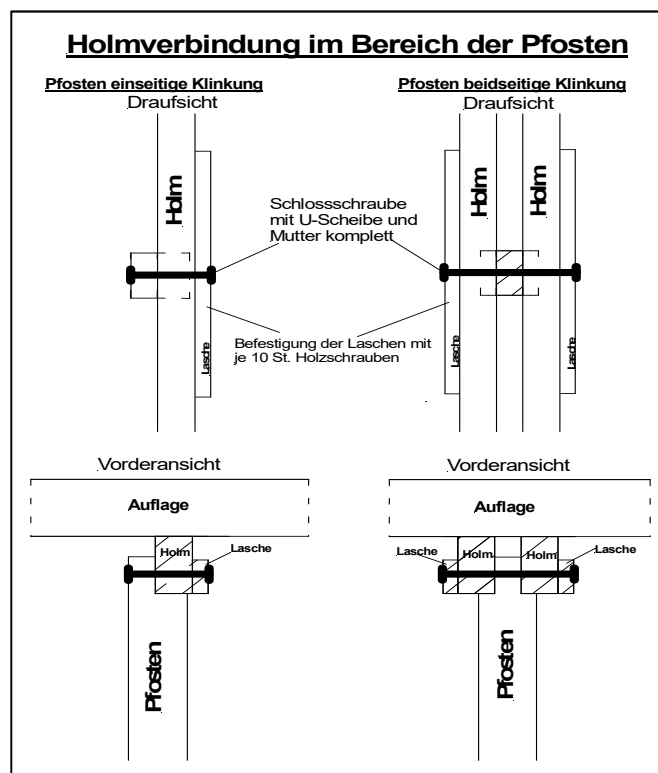 Holmverbindung im Bereich der Pfosten
Pfosten einseitige Klinkung
Draufsicht
Pfosten beidseitige Klinkung
Draufsicht
Holm
Holm
Holm
Schlossschraube
mit U-Scheibe und
Mutter komplett
Befestigung der Laschen mit
je 10 St. Holzschrauben
Lasche
Lasche
Lasche
Vorderansicht
Auflage
Holm
Lasche
Pfosten
Vorderansicht
Auflage
Lasche
Holm
Holm
Lasche
Pfosten